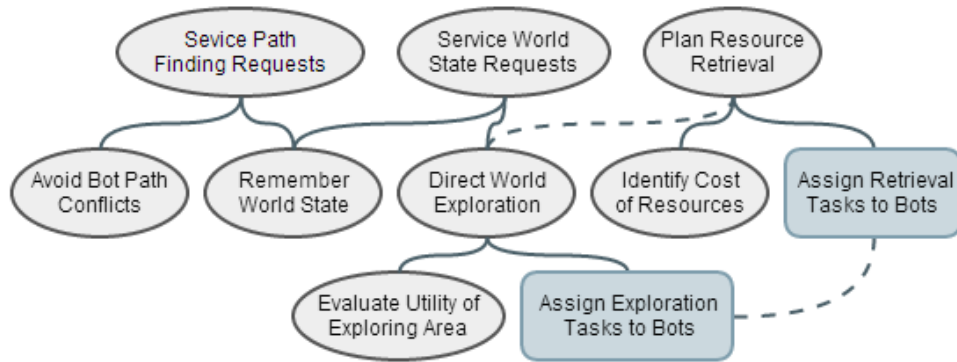 Sevice Path
Finding Requests
Service World
State Requests
Plan Resource
Retrieval
Avoid Bot Path
Conflicts
Remember
World State
Direct World
Exploration
Identify Cost
of Resources
Assign Retrieval
Tasks to Bots
Evaluate Utility of
Exploring Area
Assign Exploration
Tasks to Bots